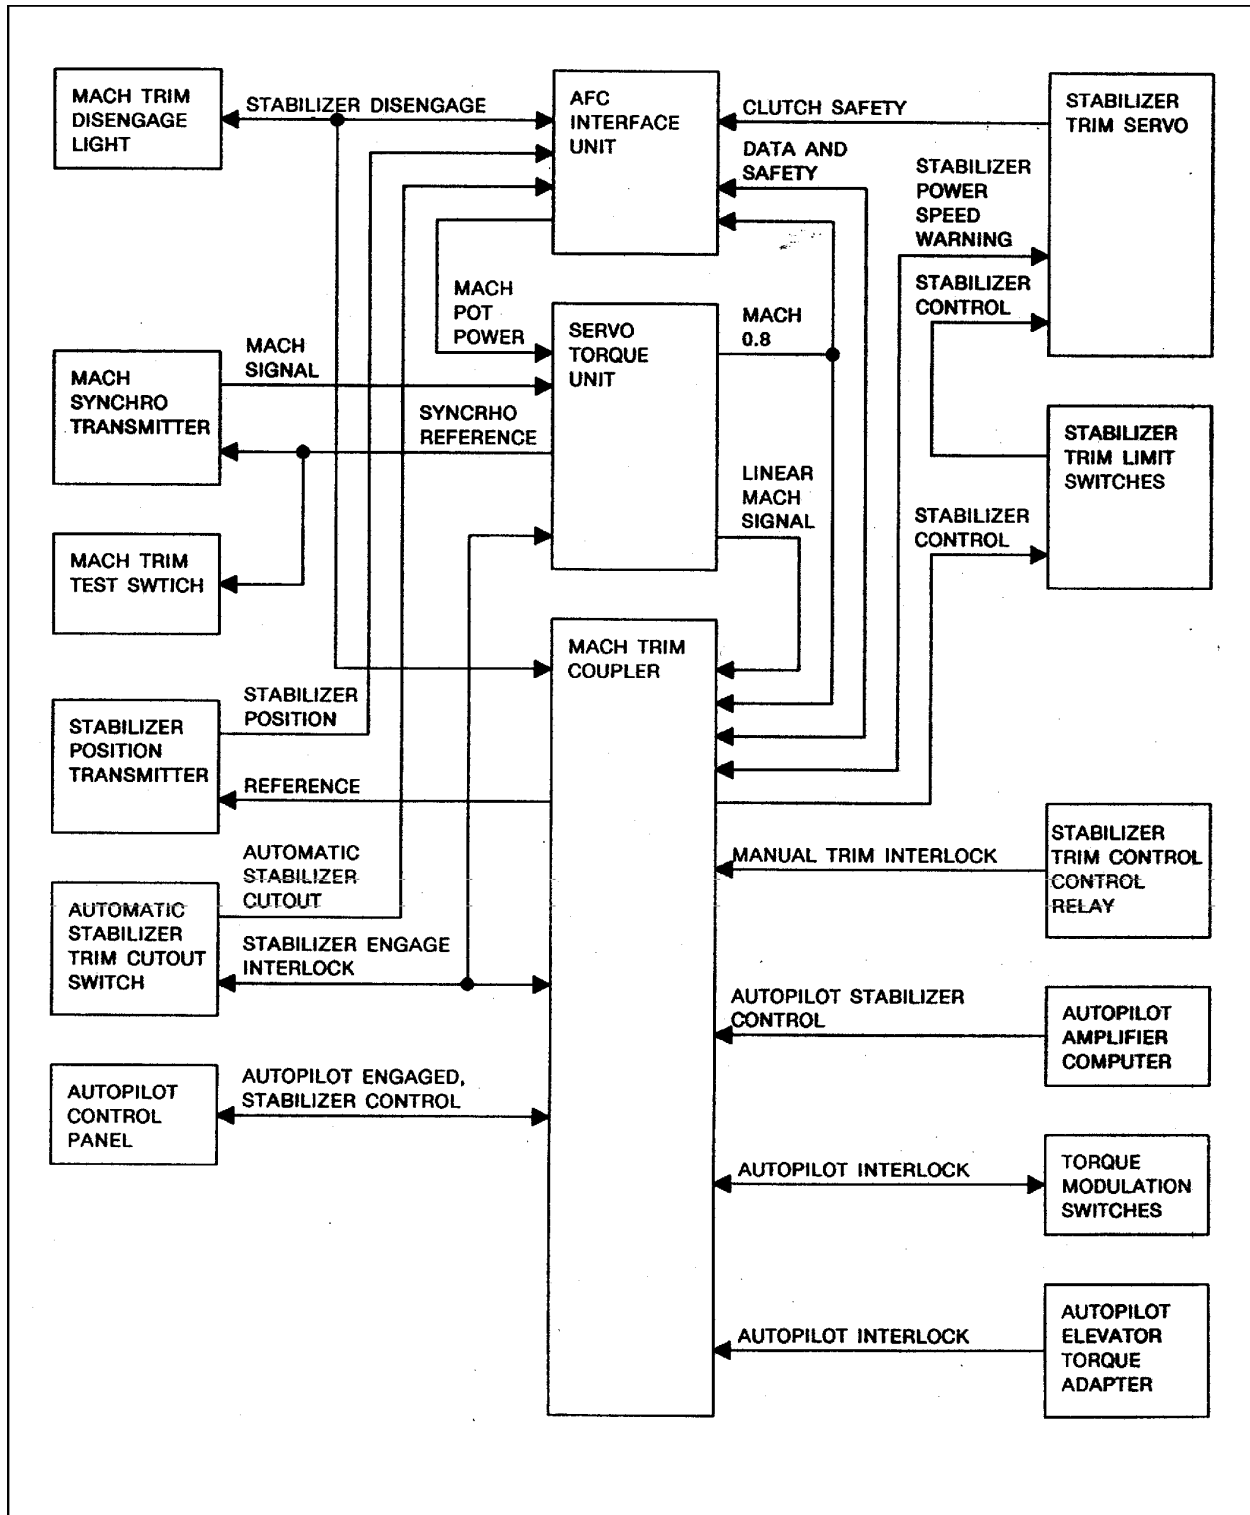 MACH TRIM
DISENGAGE
LIGHT
STABILIZER DISENGAGE
AFC
INTERFACE
UNIT
CLUTCH SAFETY
DATA AND
SAFETY
STABILIZER
TRIM SERVO
STABILIZER
POWER
SPEED
WARNING
STABILIZER
CONTROL
MACH
POT
POWER
SERVO
TORQUE
UNIT
MACH
0.8
MACH
SIGNAL
MACH
SYNCHRO
TRANSMITTER
SYNCRHO
REFERENCE
STABILIZER
TRIM LIMIT
SWITCHES
LINEAR
MACH
SIGNAL
STABILIZER
CONTROL
MACH TRIM
TEST SWTICH
MACH TRIM
COUPLER
STABILIZER
POSITION
STABILIZER
POSITION
TRANSMITTER
REFERENCE
STABILIZER
TRIM CONTROL
CONTROL
RELAY
MANUAL TRIM INTERLOCK
AUTOMATIC
STABILIZER
CUTOUT
AUTOMATIC
STABILIZER
TRIM CUTOUT
SWITCH
STABILIZER ENGAGE
INTERLOCK
AUTOPILOT STABILIZER
CONTROL
AUTOPILOT
AMPLIFIER
COMPUTER
AUTOPILOT ENGAGED,
STABILIZER CONTROL
AUTOPILOT
CONTROL
PANEL
AUTOPILOT INTERLOCK
TORQUE
MODULATION
SWITCHES
AUTOPILOT INTERLOCK
AUTOPILOT
ELEVATOR
TORQUE
ADAPTER